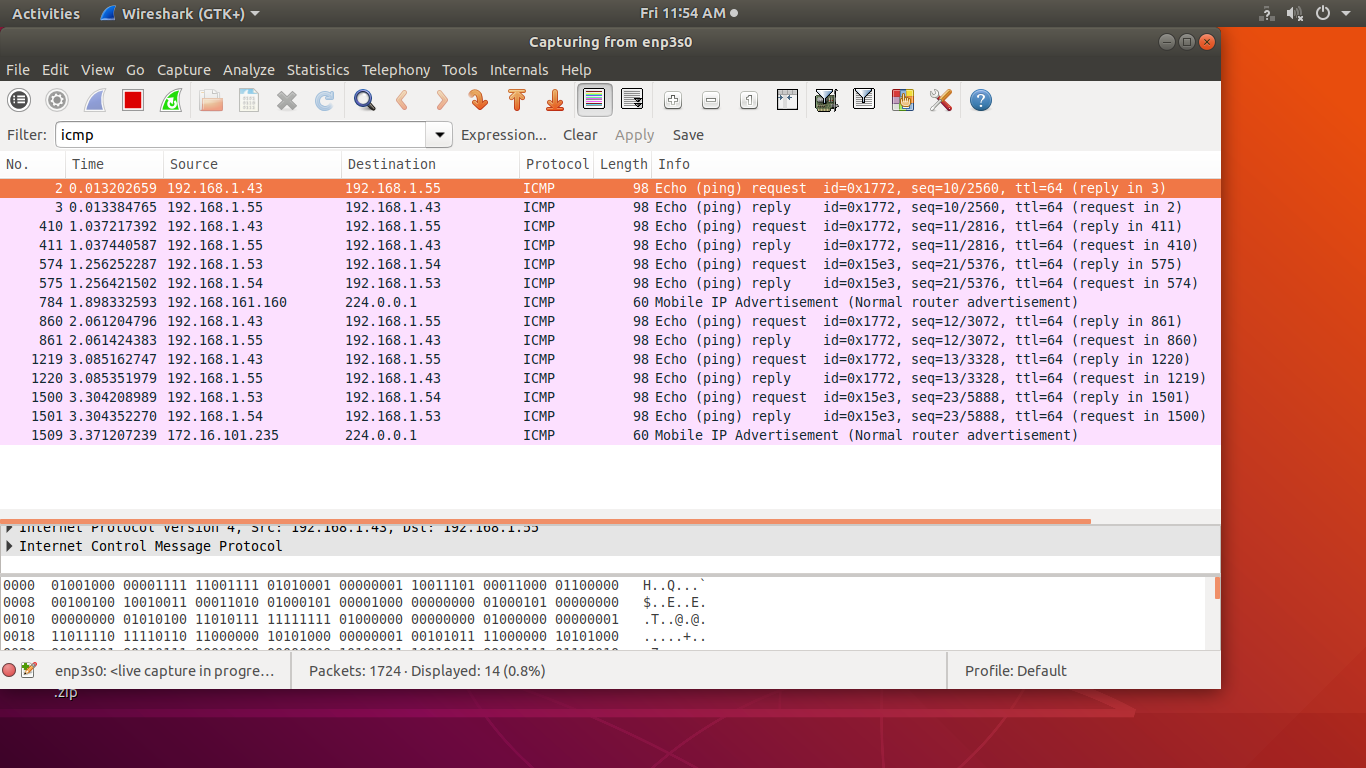 Activities Wireshark (GTK+) Fri 11:54 AM
Capturing from enp3s0
File Edit View Go Capture Analyze Statistics Telephony Tools Internals Help
Filter: icmp Expression... Clear Apply Save
No. Time Source Destination Protocol Length Info
2 0.013202659 192.168.1.43 192.168.1.55 ICMP 98 Echo (ping) request id=0x1772, seq=10/2560, ttl=64 (reply in 3)
3 0.013384765 192.168.1.55 192.168.1.43 ICMP 98 Echo (ping) reply id=0x1772, seq=10/2560, ttl=64 (request in 2)
410 1.037217392 192.168.1.43 192.168.1.55 ICMP 98 Echo (ping) request id=0x1772, seq=11/2816, ttl=64 (reply in 411)
411 1.037440587 192.168.1.55 192.168.1.43 ICMP 98 Echo (ping) reply id=0x1772, seq=11/2816, ttl=64 (request in 410)
574 1.256252287 192.168.1.53 192.168.1.54 ICMP 98 Echo (ping) request id=0x15e3, seq=21/5376, ttl=64 (reply in 575)
575 1.256421502 192.168.1.54 192.168.1.53 ICMP 98 Echo (ping) reply id=0x15e3, seq=21/5376, ttl=64 (request in 574)
784 1.898332593 192.168.161.160 224.0.0.1 ICMP 60 Mobile IP Advertisement (Normal router advertisement)
860 2.061204796 192.168.1.43 192.168.1.55 ICMP 98 Echo (ping) request id=0x1772, seq=12/3072, ttl=64 (reply in 861)
861 2.061424383 192.168.1.55 192.168.1.43 ICMP 98 Echo (ping) reply id=0x1772, seq=12/3072, ttl=64 (request in 860)
1219 3.085162747 192.168.1.43 192.168.1.55 ICMP 98 Echo (ping) request id=0x1772, seq=13/3328, ttl=64 (reply in 1220)
1220 3.085351979 192.168.1.55 192.168.1.43 ICMP 98 Echo (ping) reply id=0x1772, seq=13/3328, ttl=64 (request in 1219)
1500 3.304208989 192.168.1.53 192.168.1.54 ICMP 98 Echo (ping) request id=0x15e3, seq=23/5888, ttl=64 (reply in 1501)
1501 3.304352270 192.168.1.54 192.168.1.53 ICMP 98 Echo (ping) reply id=0x15e3, seq=23/5888, ttl=64 (request in 1500)
1509 3.371207239 172.16.101.235 224.0.0.1 ICMP 60 Mobile IP Advertisement (Normal router advertisement)
Internet Protocol Version 4, Src: 192.168.1.43, Dst: 192.168.1.55
Internet Control Message Protocol
0000 01001000 00001111 11001111 01010001 00000001 10011101 00011000 01100000 H..Q...`
0008 00100100 10010011 00011010 01000101 00001000 00000000 01000101 00000000 $..E..E.
0010 00000000 01010100 11010111 11111111 01000000 00000000 01000000 00000001 .T..@.@.
0018 11011110 11110110 11000000 10101000 00000001 00101011 11000000 10101000 .....+..
enp3s0: <live capture in progre... Packets: 1724 · Displayed: 14 (0.8%) Profile: Default
.zip